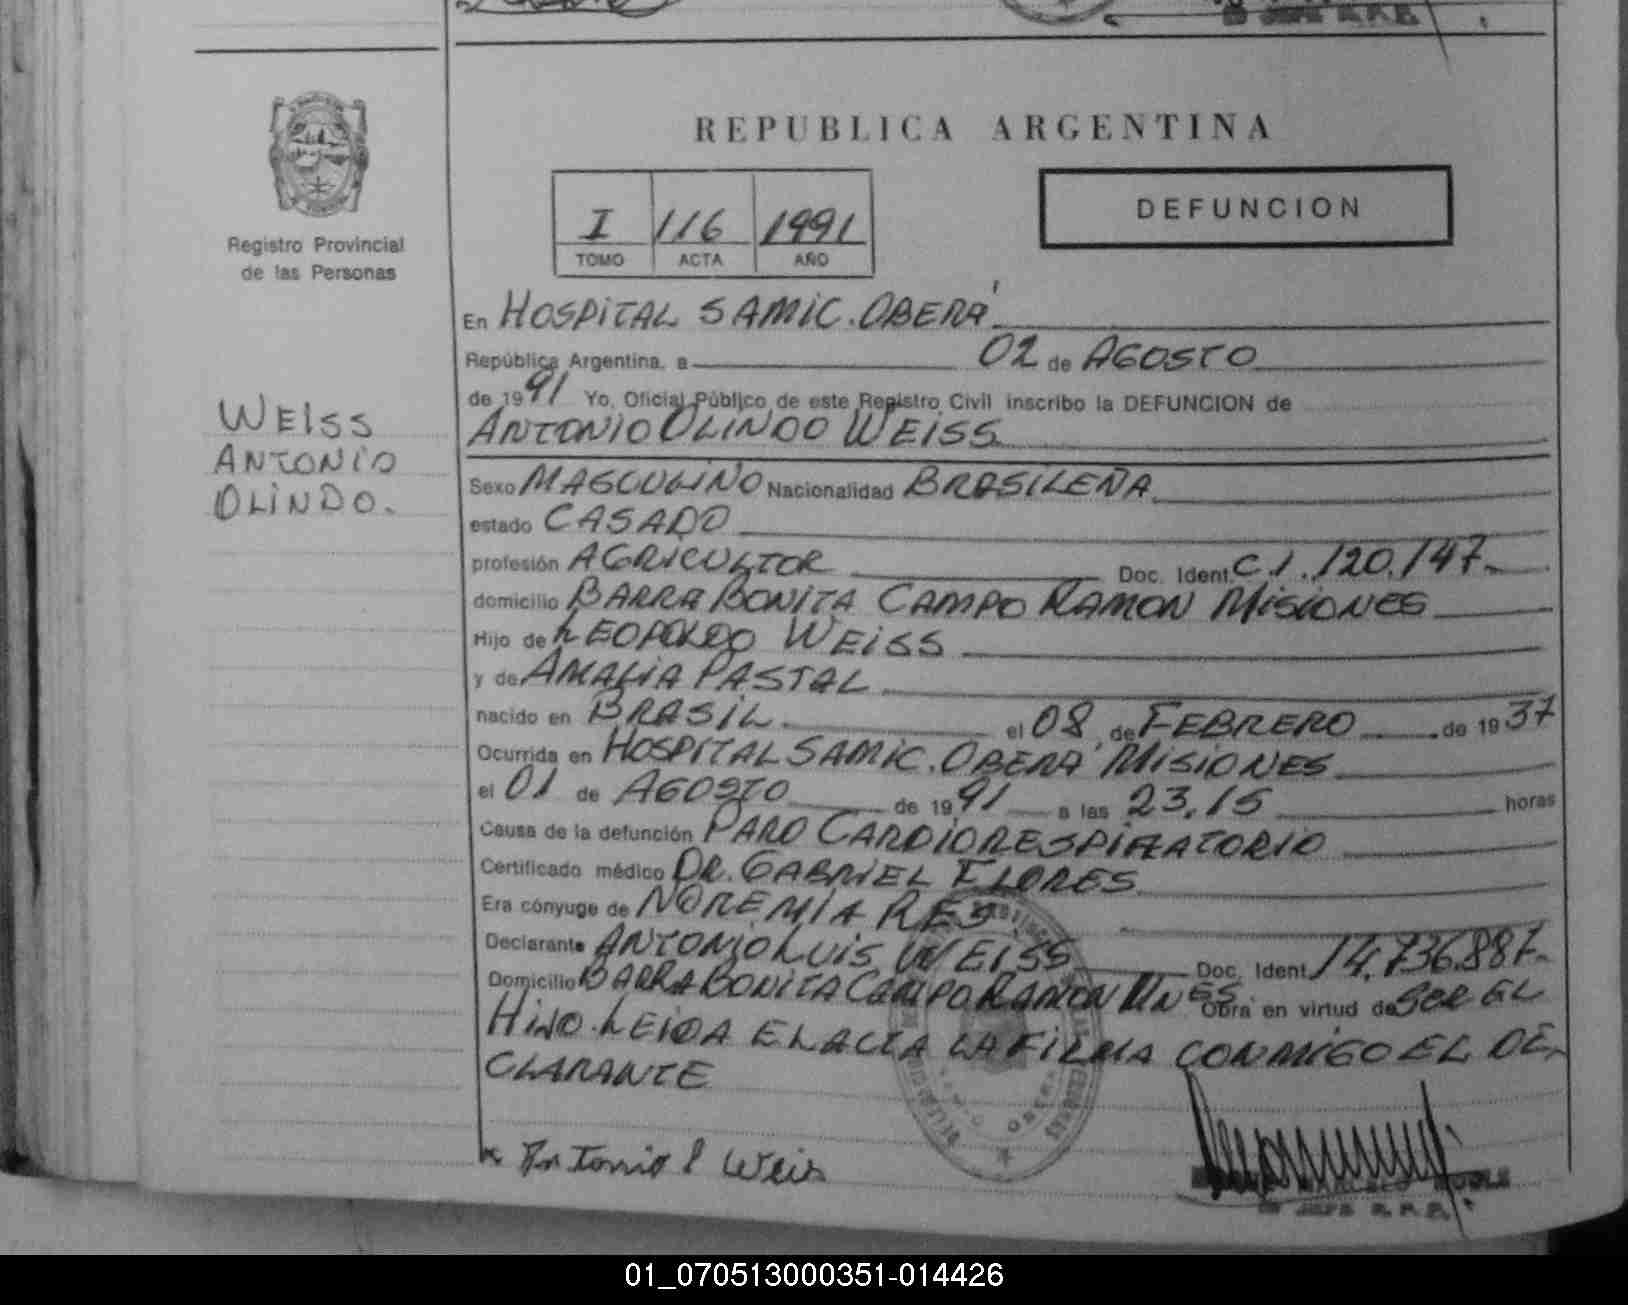 REPUBLICA ARGENTINA
I 116 1991
TOMO ACTA AÑO
DEFUNCION
Registro Provincial
de las Personas
WEISS
ANTONIO
OLINDO.
En HOSPITAL SAMIC. OBERÁ
República Argentina, a 02 de AGOSTO
de 1991 Yo, Oficial Público de este Registro Civil inscribo la DEFUNCION de
ANTONIO OLINDO WEISS
Sexo MASCULINO Nacionalidad BRASILEÑA
estado CASADO
profesión AGRICULTOR Doc. Ident. C.I. 120.147.
domicilio BARRA BONITA CAMPO RAMON MISIONES
Hijo de LEOPOLDO WEISS
y de AMALIA PASTAL
nacido en BRASIL el 08 de FEBRERO de 1937
Ocurrida en HOSPITAL SAMIC. OBERA MISIONES
el 01 de AGOSTO de 1991 a las 23,15 horas
Causa de la defunción PARO CARDIORESPIRATORIO
Certificado médico DR. GABRIEL FLORES
Era cónyuge de NOREMIA RES
Declarante ANTONIO LUIS WEISS Doc. Ident. 14.736.887.
Domicilio BARRA BONITA CAMPO RAMON MNES. Obra en virtud de SER EL
HIJO. LEIDA EL ACTA LA FIRMA CONMIGO EL DE
CLARANTE
Antonio l Weis
JEFE R.P.P.
01_070513000351-014426